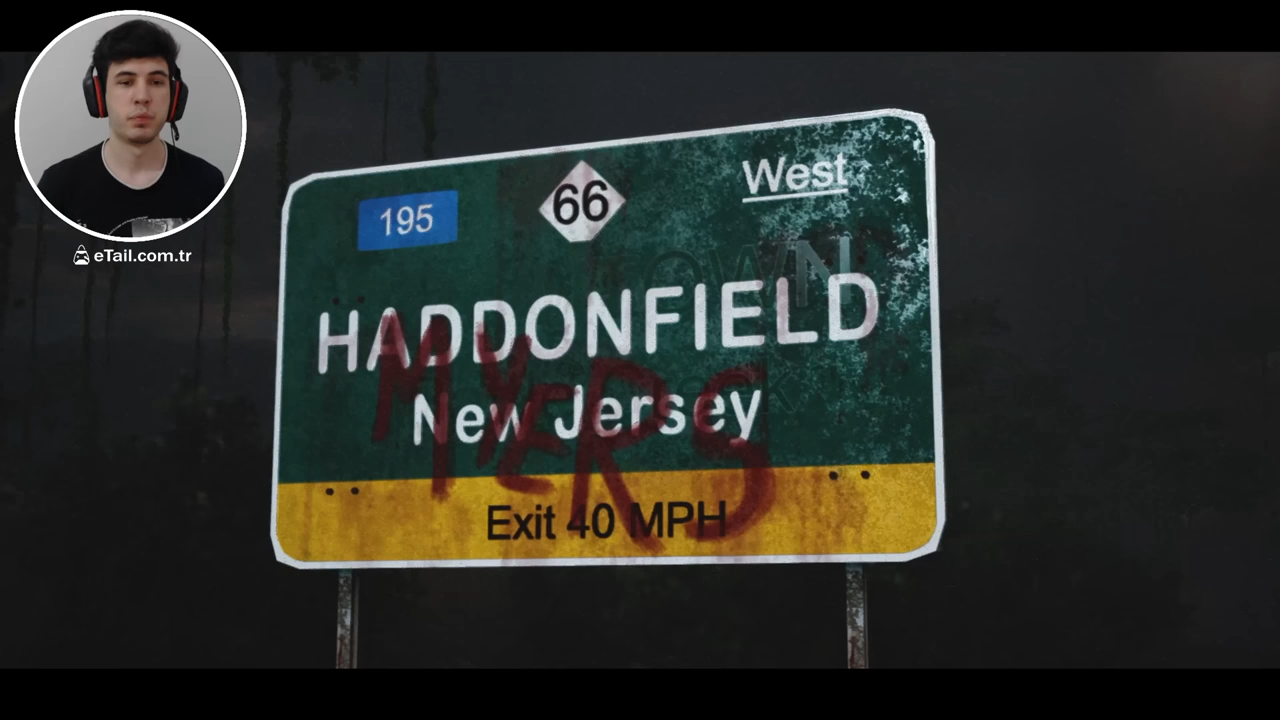 eTail.com.tr
195
66
West
HADDONFIELD
New Jersey
MYERS
Exit 40 MPH